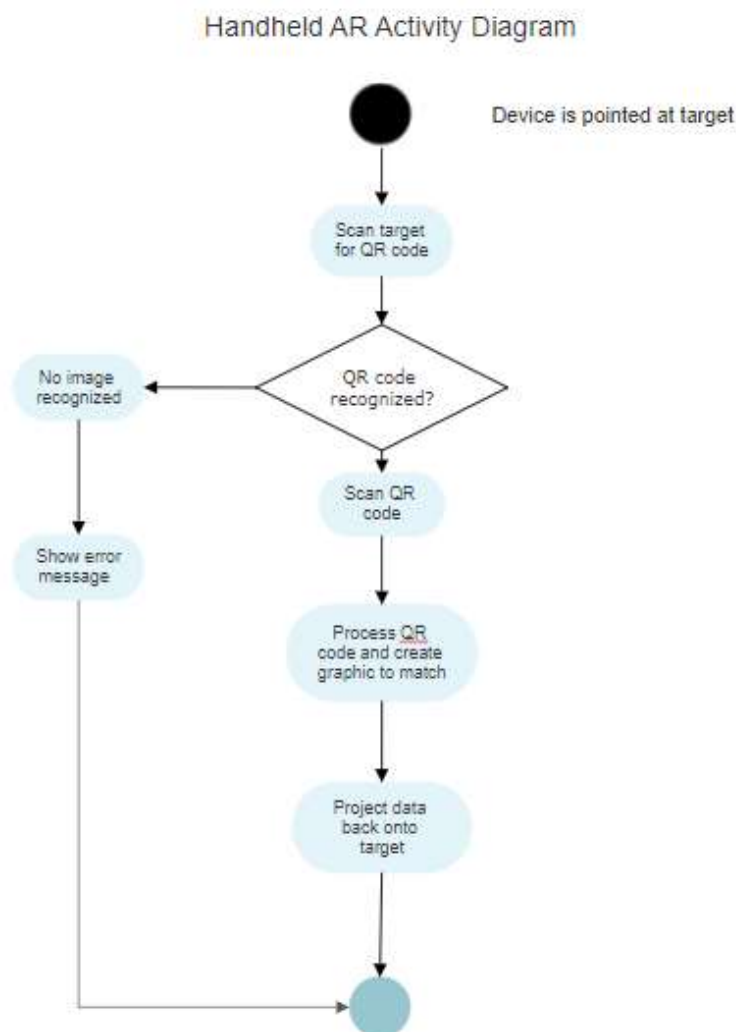 Handheld AR Activity Diagram
Device is pointed at target
Scan target
for QR code
QR code
recognized?
No image
recognized
Scan QR
code
Show error
message
Process QR
code and create
graphic to match
Project data
back onto
target